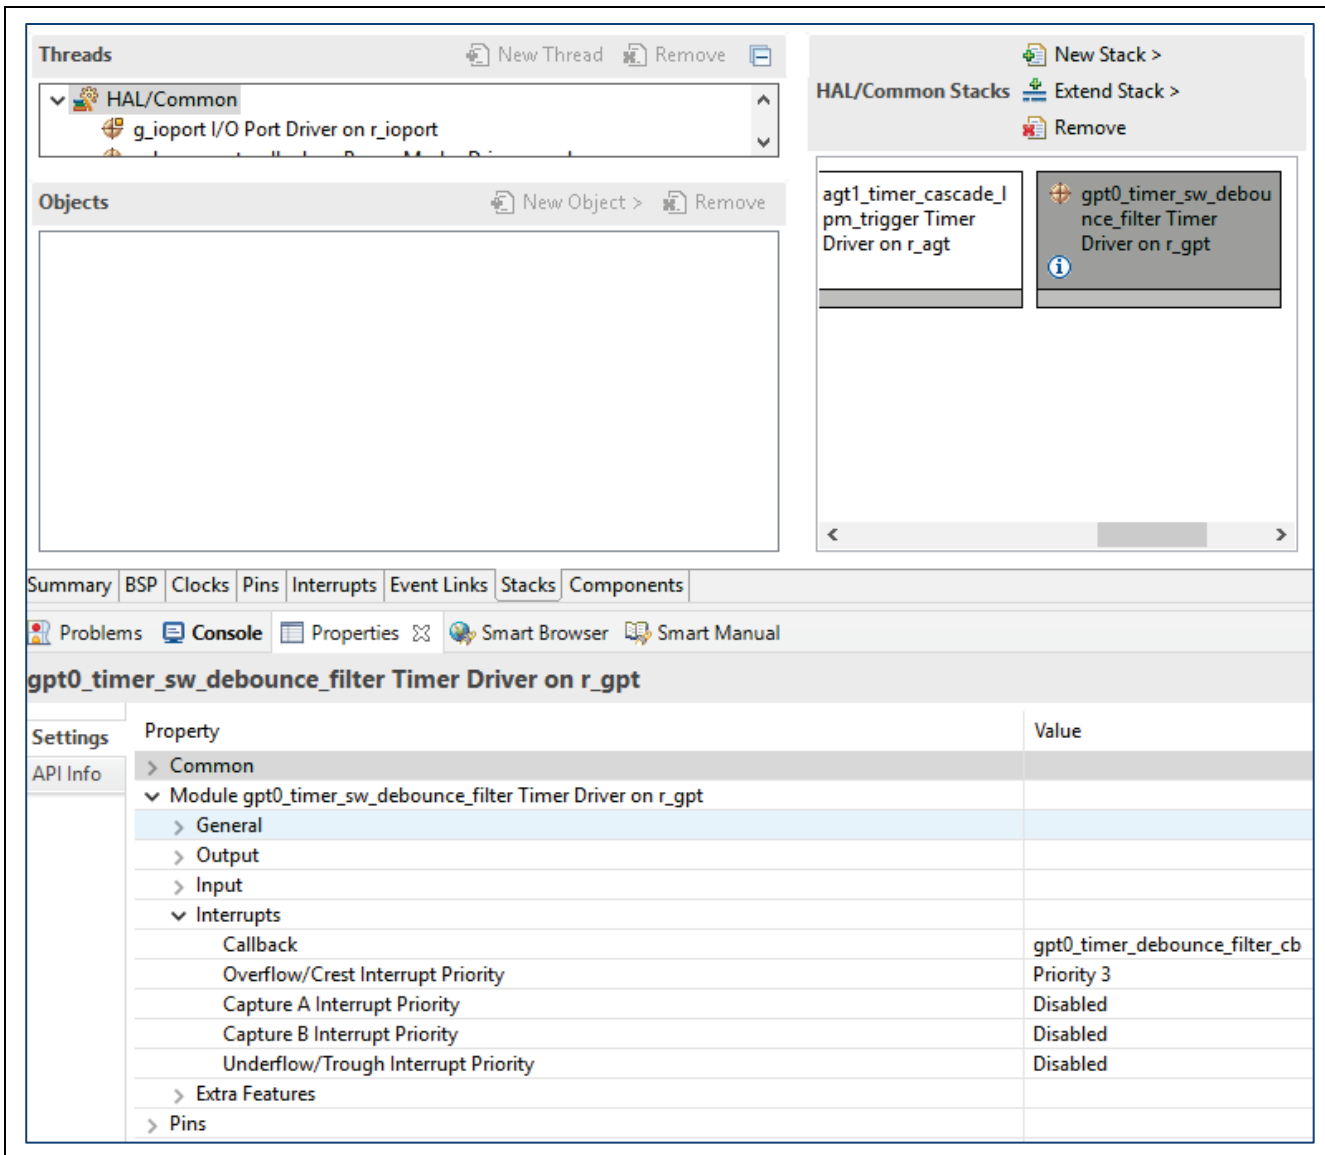 Threads
New Thread
Remove
HAL/Common
g_ioport I/O Port Driver on r_ioport
Objects
New Object >
Remove
HAL/Common Stacks
New Stack >
Extend Stack >
Remove
agt1_timer_cascade_l
pm_trigger Timer
Driver on r_agt
gpt0_timer_sw_debou
nce_filter Timer
Driver on r_gpt
Summary BSP Clocks Pins Interrupts Event Links Stacks Components
Problems Console Properties Smart Browser Smart Manual
gpt0_timer_sw_debounce_filter Timer Driver on r_gpt
Settings
API Info
Property Value
Common
Module gpt0_timer_sw_debounce_filter Timer Driver on r_gpt
General
Output
Input
Interrupts
Callback gpt0_timer_debounce_filter_cb
Overflow/Crest Interrupt Priority Priority 3
Capture A Interrupt Priority Disabled
Capture B Interrupt Priority Disabled
Underflow/Trough Interrupt Priority Disabled
Extra Features
Pins